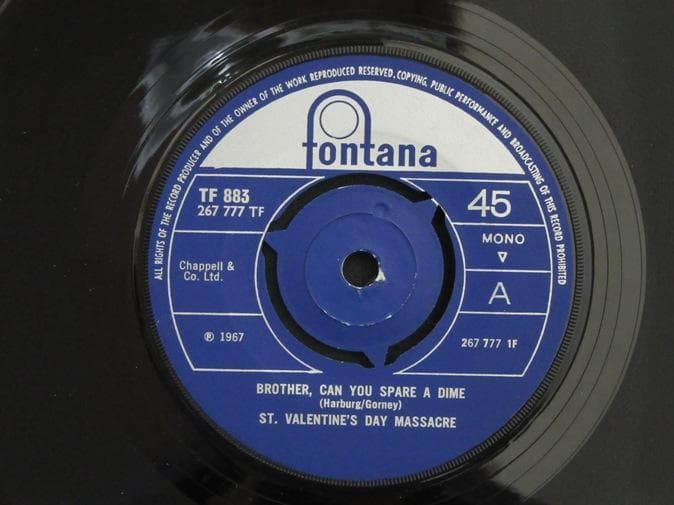 ALL RIGHTS OF THE RECORD PRODUCER AND OF THE OWNER OF THE WORK REPRODUCED RESERVED. COPYING, PUBLIC PERFORMANCE AND BROADCASTING OF THIS RECORD PROHIBITED
fontana
TF 883
267 777 TF
45
MONO
Chappell &
Co. Ltd.
A
℗ 1967
267 777 1F
BROTHER, CAN YOU SPARE A DIME
(Harburg/Gorney)
ST. VALENTINE'S DAY MASSACRE